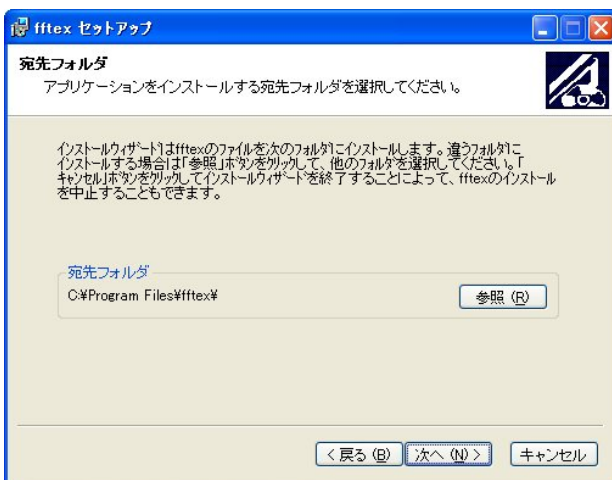 fftex セットアップ
宛先フォルダ
アプリケーションをインストールする宛先フォルダを選択してください。
インストールウィザードはfftexのファイルを次のフォルダにインストールします。違うフォルダに
インストールする場合は「参照」ボタンをクリックして、他のフォルダを選択してください。「
キャンセル」ボタンをクリックしてインストールウィザードを終了することによって、fftexのインストール
を中止することもできます。
宛先フォルダ
C:¥Program Files¥fftex¥
参照 (R)
< 戻る (B) 次へ (N) > キャンセル